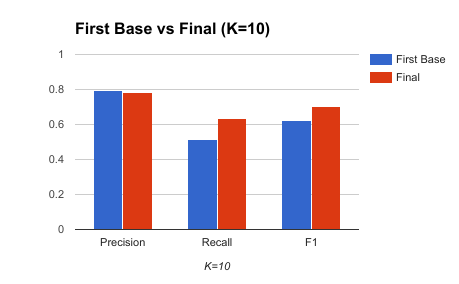 First Base vs Final (K=10)
1
First Base
Final
0.8
0.6
0.4
0.2
0
Precision Recall F1
K=10